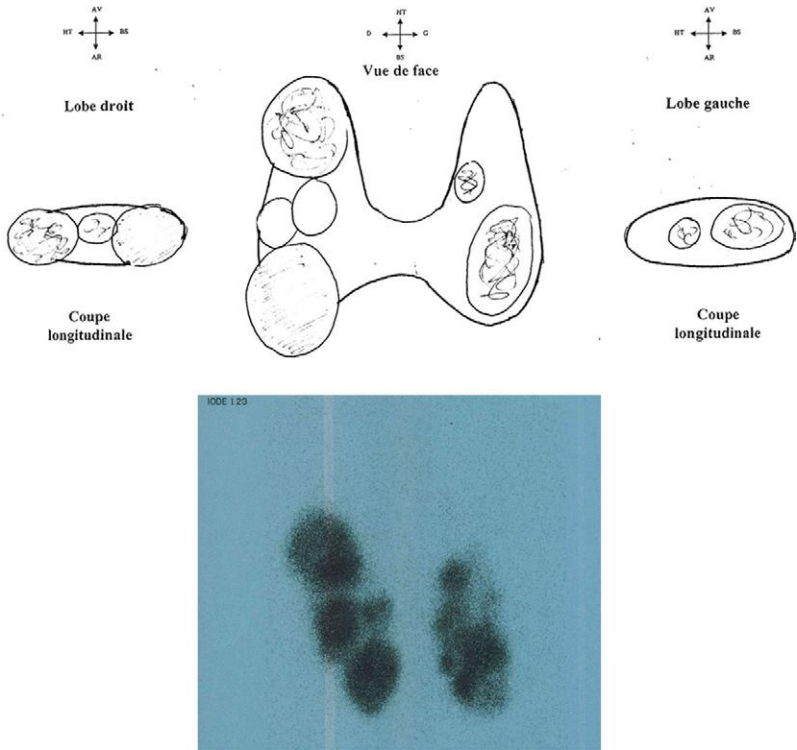 AV
HT BS
AR
HT
D G
BS
Vue de face
AV
HT BS
AR
Lobe droit
Lobe gauche
Coupe
longitudinale
Coupe
longitudinale
IODE 123